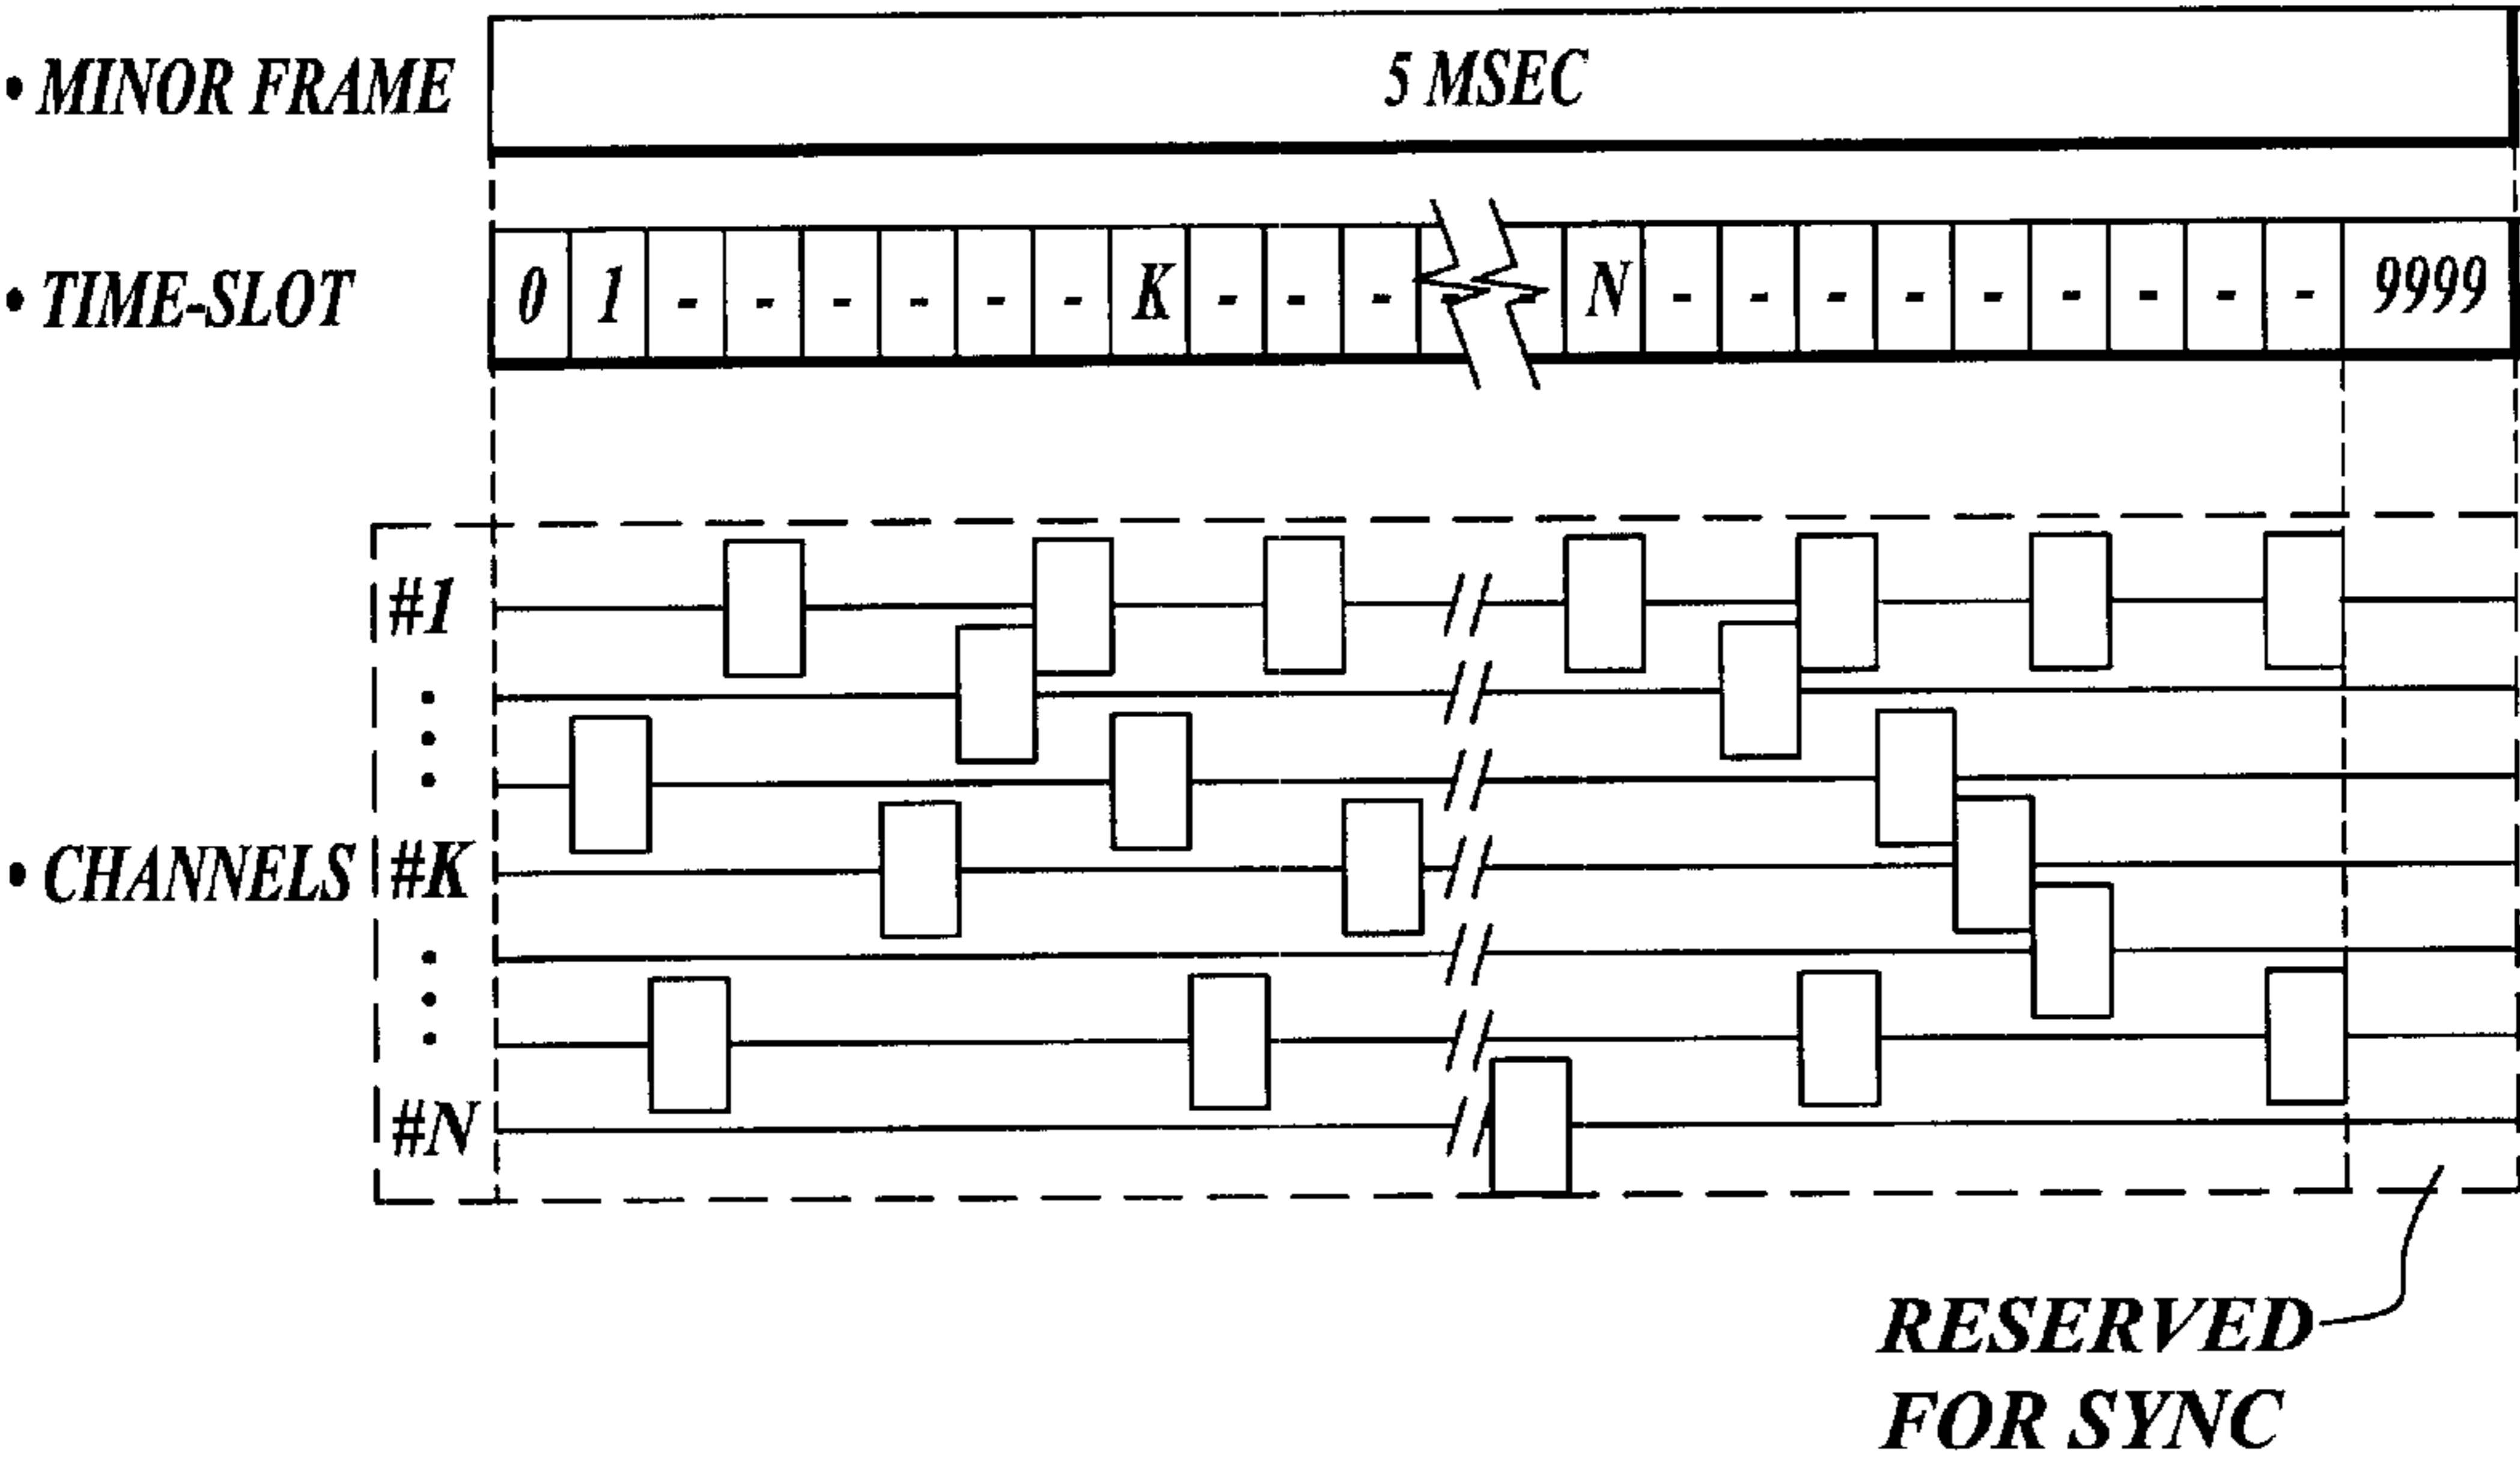 • MINOR FRAME 5 MSEC
• TIME-SLOT 0 1 - - - - - - K - - - - - N - - - - - - - - - 9999
#1
• CHANNELS #K
#N
RESERVED
FOR SYNC